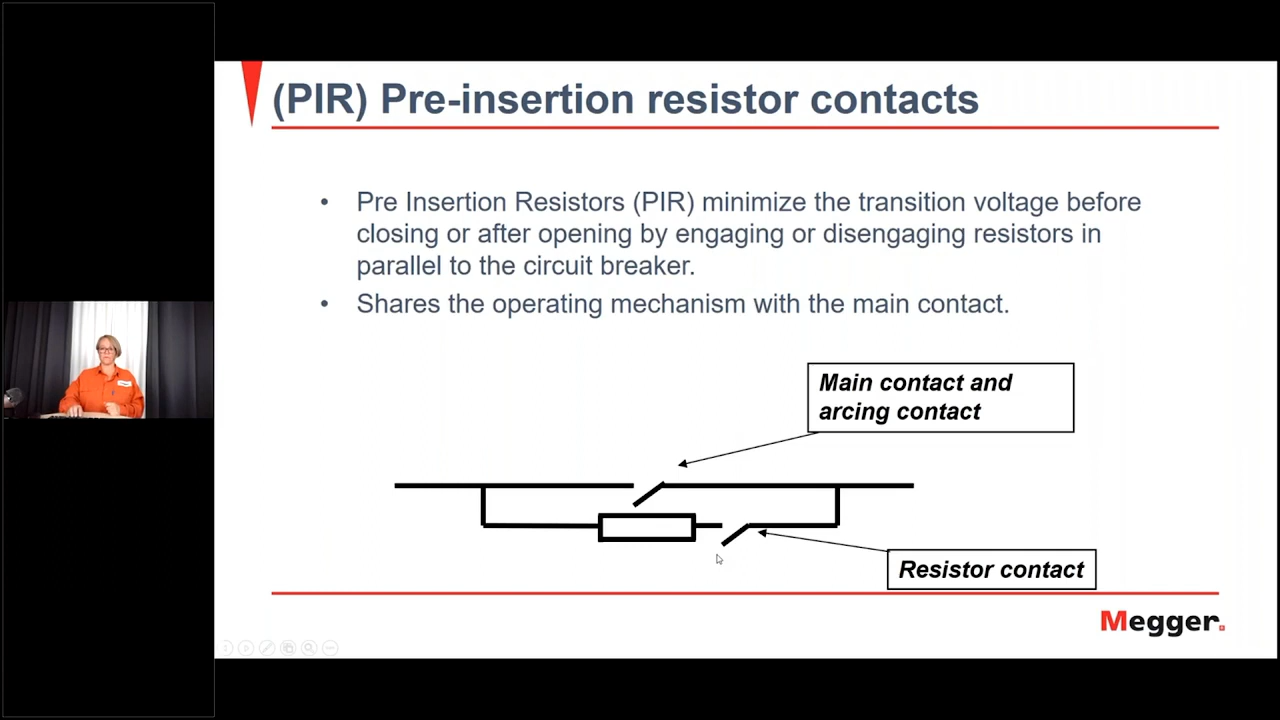 (PIR) Pre-insertion resistor contacts
• Pre Insertion Resistors (PIR) minimize the transition voltage before
closing or after opening by engaging or disengaging resistors in
parallel to the circuit breaker.
• Shares the operating mechanism with the main contact.
Main contact and
arcing contact
Resistor contact
Megger.